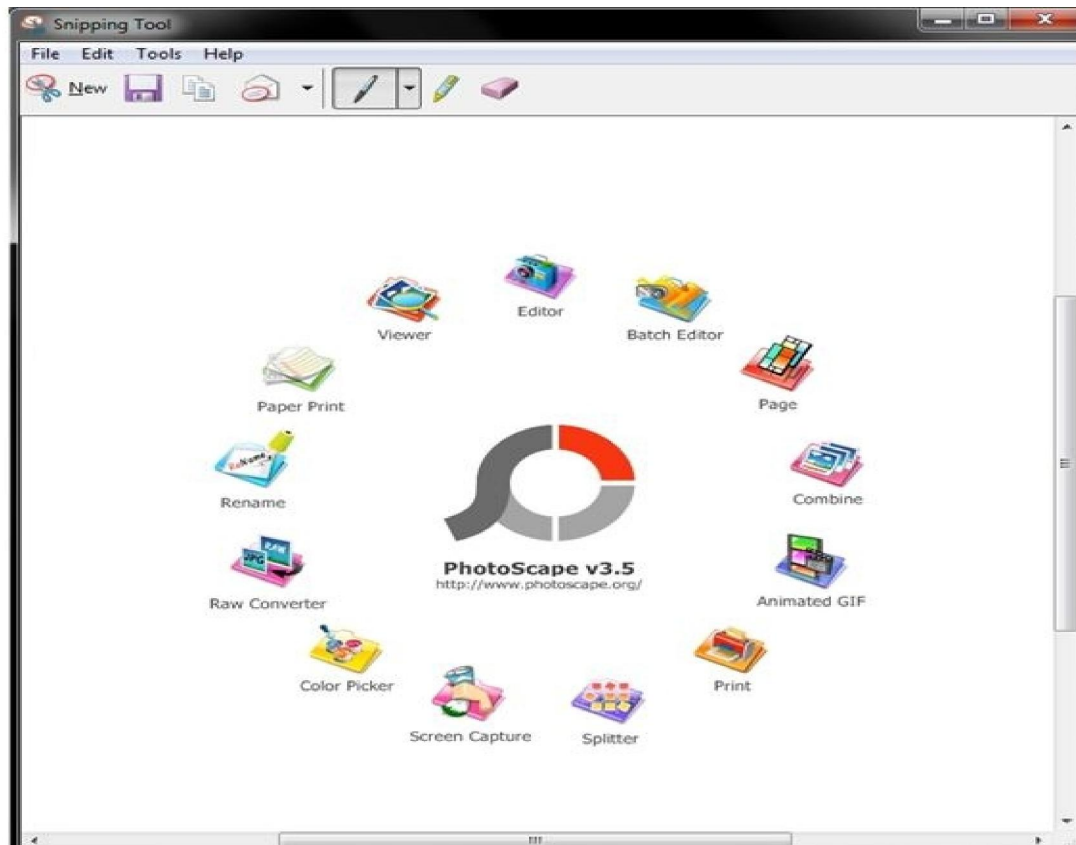 Snipping Tool
File Edit Tools Help
New
Editor
Viewer
Batch Editor
Paper Print
Page
Rename
Combine
PhotoScape v3.5
http://www.photoscape.org/
Raw Converter
Animated GIF
Color Picker
Print
Screen Capture
Splitter